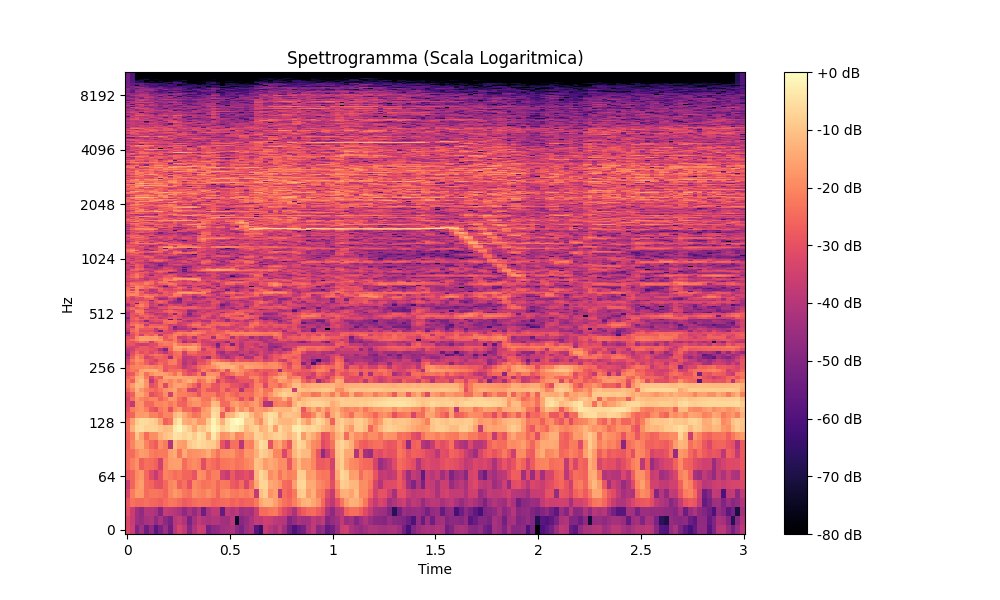 Spettrogramma (Scala Logaritmica)
8192
4096
2048
1024
512
256
128
64
0
Hz
0
0.5
1
1.5
2
2.5
3
Time
+0 dB
-10 dB
-20 dB
-30 dB
-40 dB
-50 dB
-60 dB
-70 dB
-80 dB